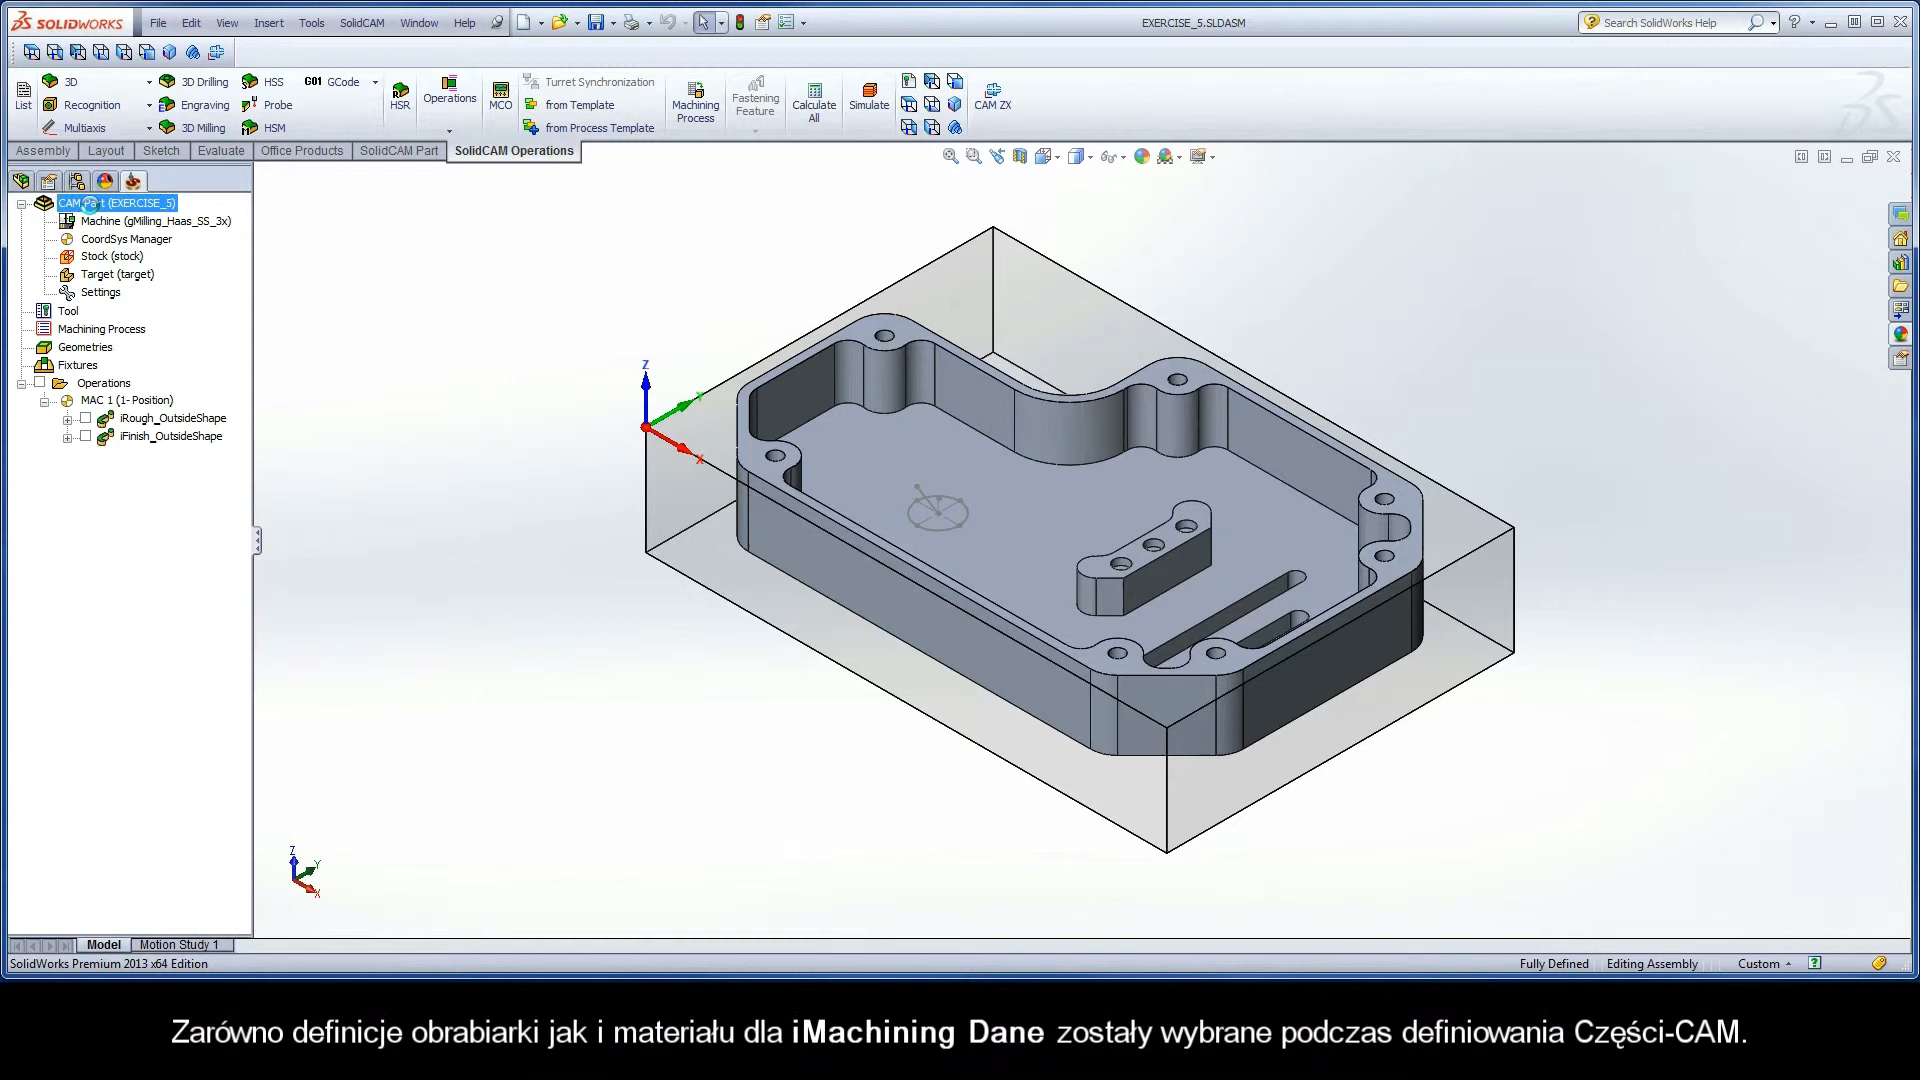 SOLIDWORKS File Edit View Insert Tools SolidCAM Window Help EXERCISE_5.SLDASM Search SolidWorks Help
3D 3D Drilling HSS G01 GCode Turret Synchronization
List Recognition Engraving Probe HSR Operations MCO from Template Machining Process Fastening Feature Calculate All Simulate CAM ZX
Multiaxis 3D Milling HSM from Process Template
Assembly Layout Sketch Evaluate Office Products SolidCAM Part SolidCAM Operations
CAM-Part (EXERCISE_5)
Machine (gMilling_Haas_SS_3x)
CoordSys Manager
Stock (stock)
Target (target)
Settings
Tool
Machining Process
Geometries
Fixtures
Operations
MAC 1 (1- Position)
iRough_OutsideShape
iFinish_OutsideShape
Z
Y
X
Z
Y
X
Model Motion Study 1
SolidWorks Premium 2013 x64 Edition Fully Defined Editing Assembly Custom
Zarówno definicje obrabiarki jak i materiału dla iMachining Dane zostały wybrane podczas definiowania Części-CAM.